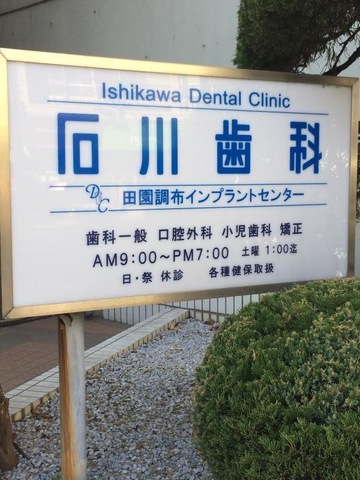 Ishikawa Dental Clinic
石川歯科
DC 田園調布インプラントセンター
歯科一般 口腔外科 小児歯科 矯正
AM9:00～PM7:00 土曜 1:00迄
日・祭 休診 各種健保取扱